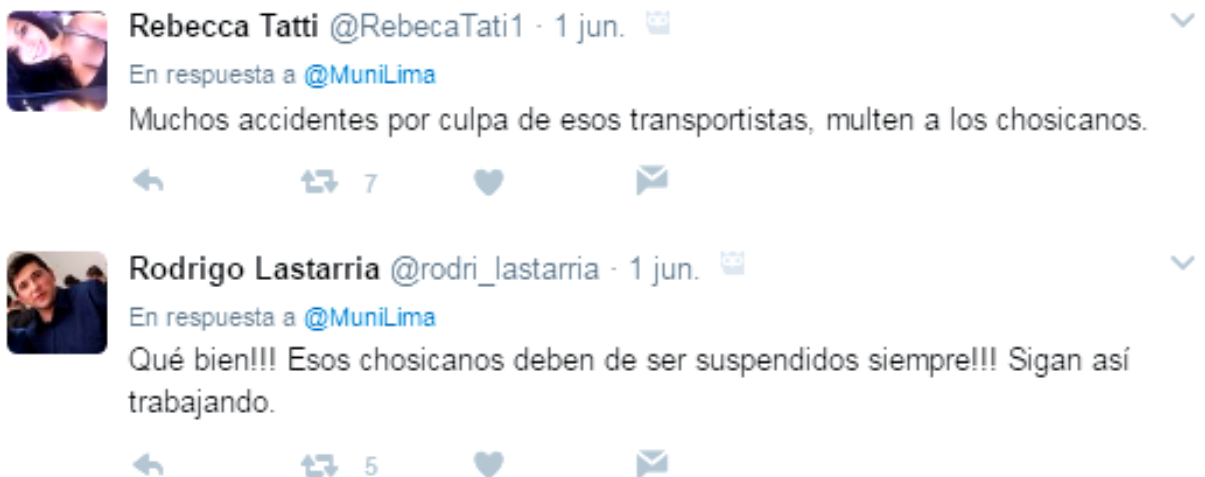 Rebecca Tatti @RebecaTati1 · 1 jun.
En respuesta a @MuniLima
Muchos accidentes por culpa de esos transportistas, multen a los chosicanos.
7
Rodrigo Lastarria @rodri_lastarria · 1 jun.
En respuesta a @MuniLima
Qué bien!!! Esos chosicanos deben de ser suspendidos siempre!!! Sigan así
trabajando.
5